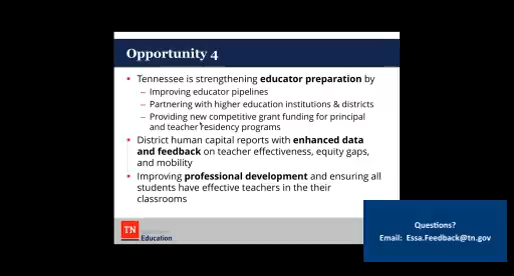 Opportunity 4
• Tennessee is strengthening educator preparation by
– Improving educator pipelines
– Partnering with higher education institutions & districts
– Providing new competitive grant funding for principal
and teacher residency programs
• District human capital reports with enhanced data
and feedback on teacher effectiveness, equity gaps,
and mobility
• Improving professional development and ensuring all
students have effective teachers in the their
classrooms
TN
Education
Questions?
Email: Essa.Feedback@tn.gov